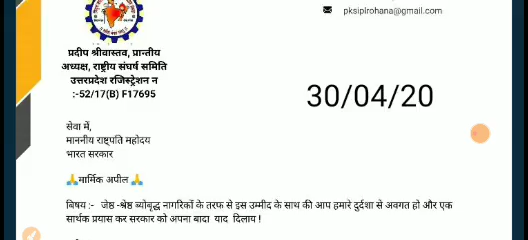 pksiplrohana@gmail.com
प्रदीप श्रीवास्तव, प्रान्तीय
अध्यक्ष, राष्ट्रीय संघर्ष समिति
उत्तरप्रदेश रजिस्ट्रेशन न
:-52/17(B) F17695
30/04/20
सेवा में,
माननीय राष्ट्रपति महोदय
भारत सरकार
🙏मार्मिक अपील 🙏
बिषय :- जेष्ठ -श्रेष्ठ ब्योबृद्ध नागरिकों के तरफ से इस उम्मीद के साथ की आप हमारे दुर्दशा से अवगत हो और एक
सार्थक प्रयास कर सरकार को अपना बादा याद दिलाय !